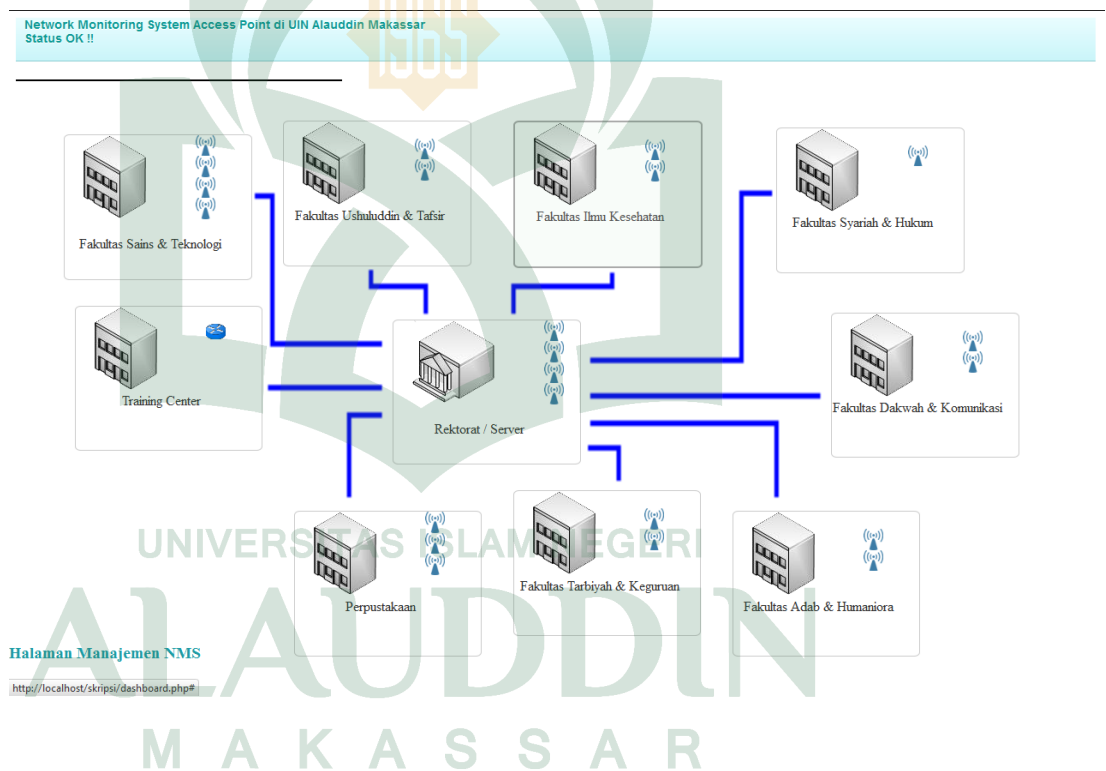 Network Monitoring System Access Point di UIN Alauddin Makassar
Status OK !!
1965
Fakultas Sains & Teknologi
Fakultas Ushuluddin & Tafsir
Fakultas Ilmu Kesehatan
Fakultas Syariah & Hukum
Training Center
Rektorat / Server
Fakultas Dakwah & Komunikasi
Perpustakaan
Fakultas Tarbiyah & Keguruan
Fakultas Adab & Humaniora
UNIVERSITAS ISLAM NEGERI
ALAUDDIN
MAKASSAR
Halaman Manajemen NMS
http://localhost/skripsi/dashboard.php#